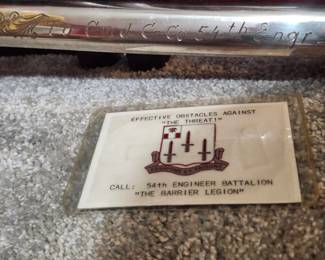 54th Engr
EFFECTIVE OBSTACLES AGAINST
"THE THREAT!"
CALL: 54th ENGINEER BATTALION
"THE BARRIER LEGION"